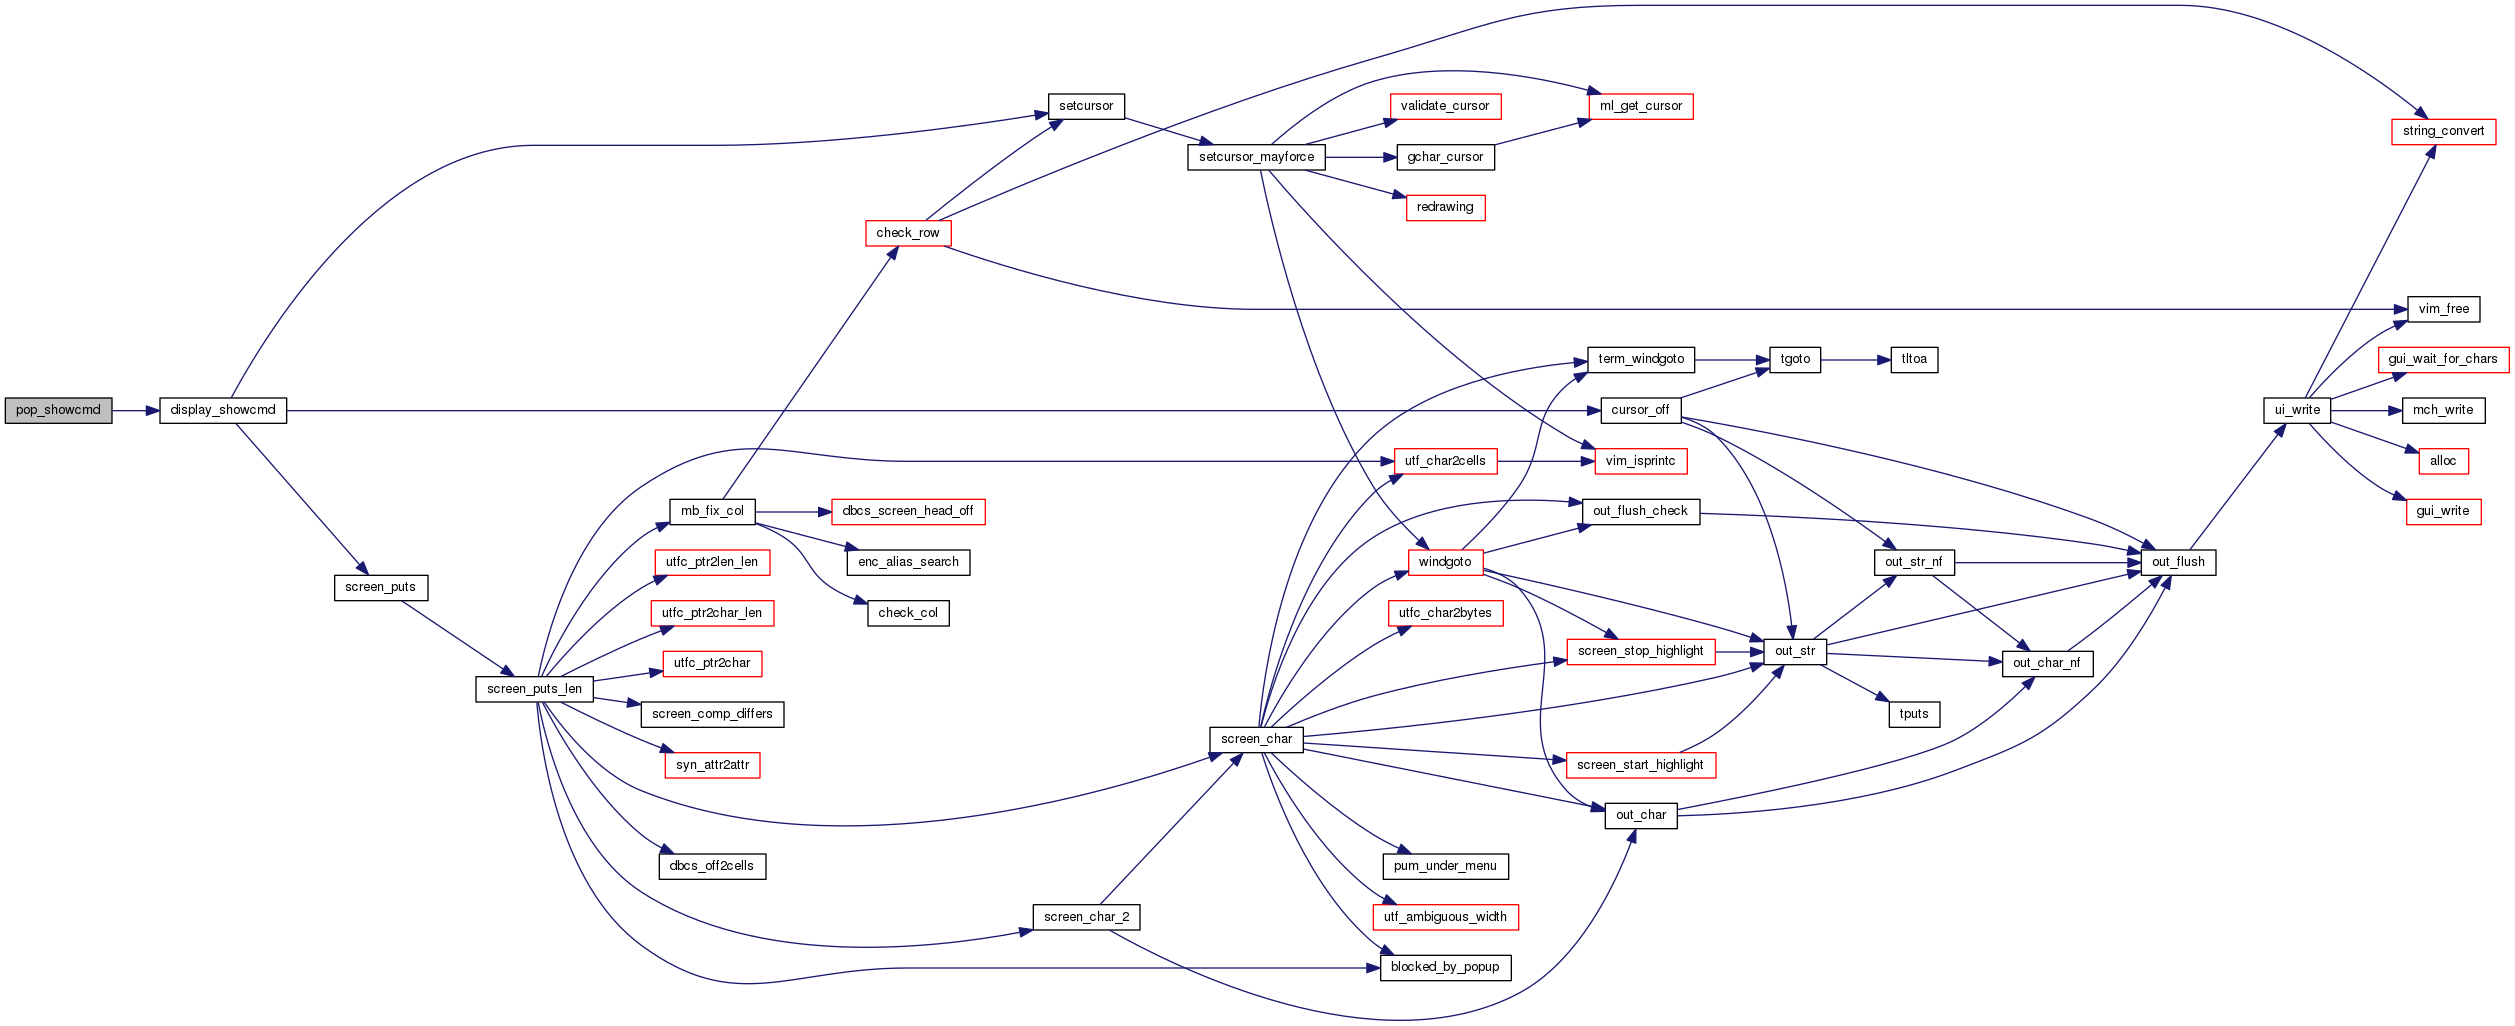 pop_showcmd
display_showcmd
screen_puts
screen_puts_len
mb_fix_col
utfc_ptr2len_len
utfc_ptr2char_len
utfc_ptr2char
screen_comp_differs
syn_attr2attr
dbcs_off2cells
check_row
dbcs_screen_head_off
enc_alias_search
check_col
setcursor
screen_char_2
setcursor_mayforce
screen_char
validate_cursor
gchar_cursor
redrawing
utf_char2cells
windgoto
utfc_char2bytes
pum_under_menu
utf_ambiguous_width
blocked_by_popup
ml_get_cursor
term_windgoto
cursor_off
vim_isprintc
out_flush_check
screen_stop_highlight
screen_start_highlight
out_char
tgoto
out_str
tltoa
out_str_nf
tputs
out_char_nf
out_flush
ui_write
string_convert
vim_free
gui_wait_for_chars
mch_write
alloc
gui_write